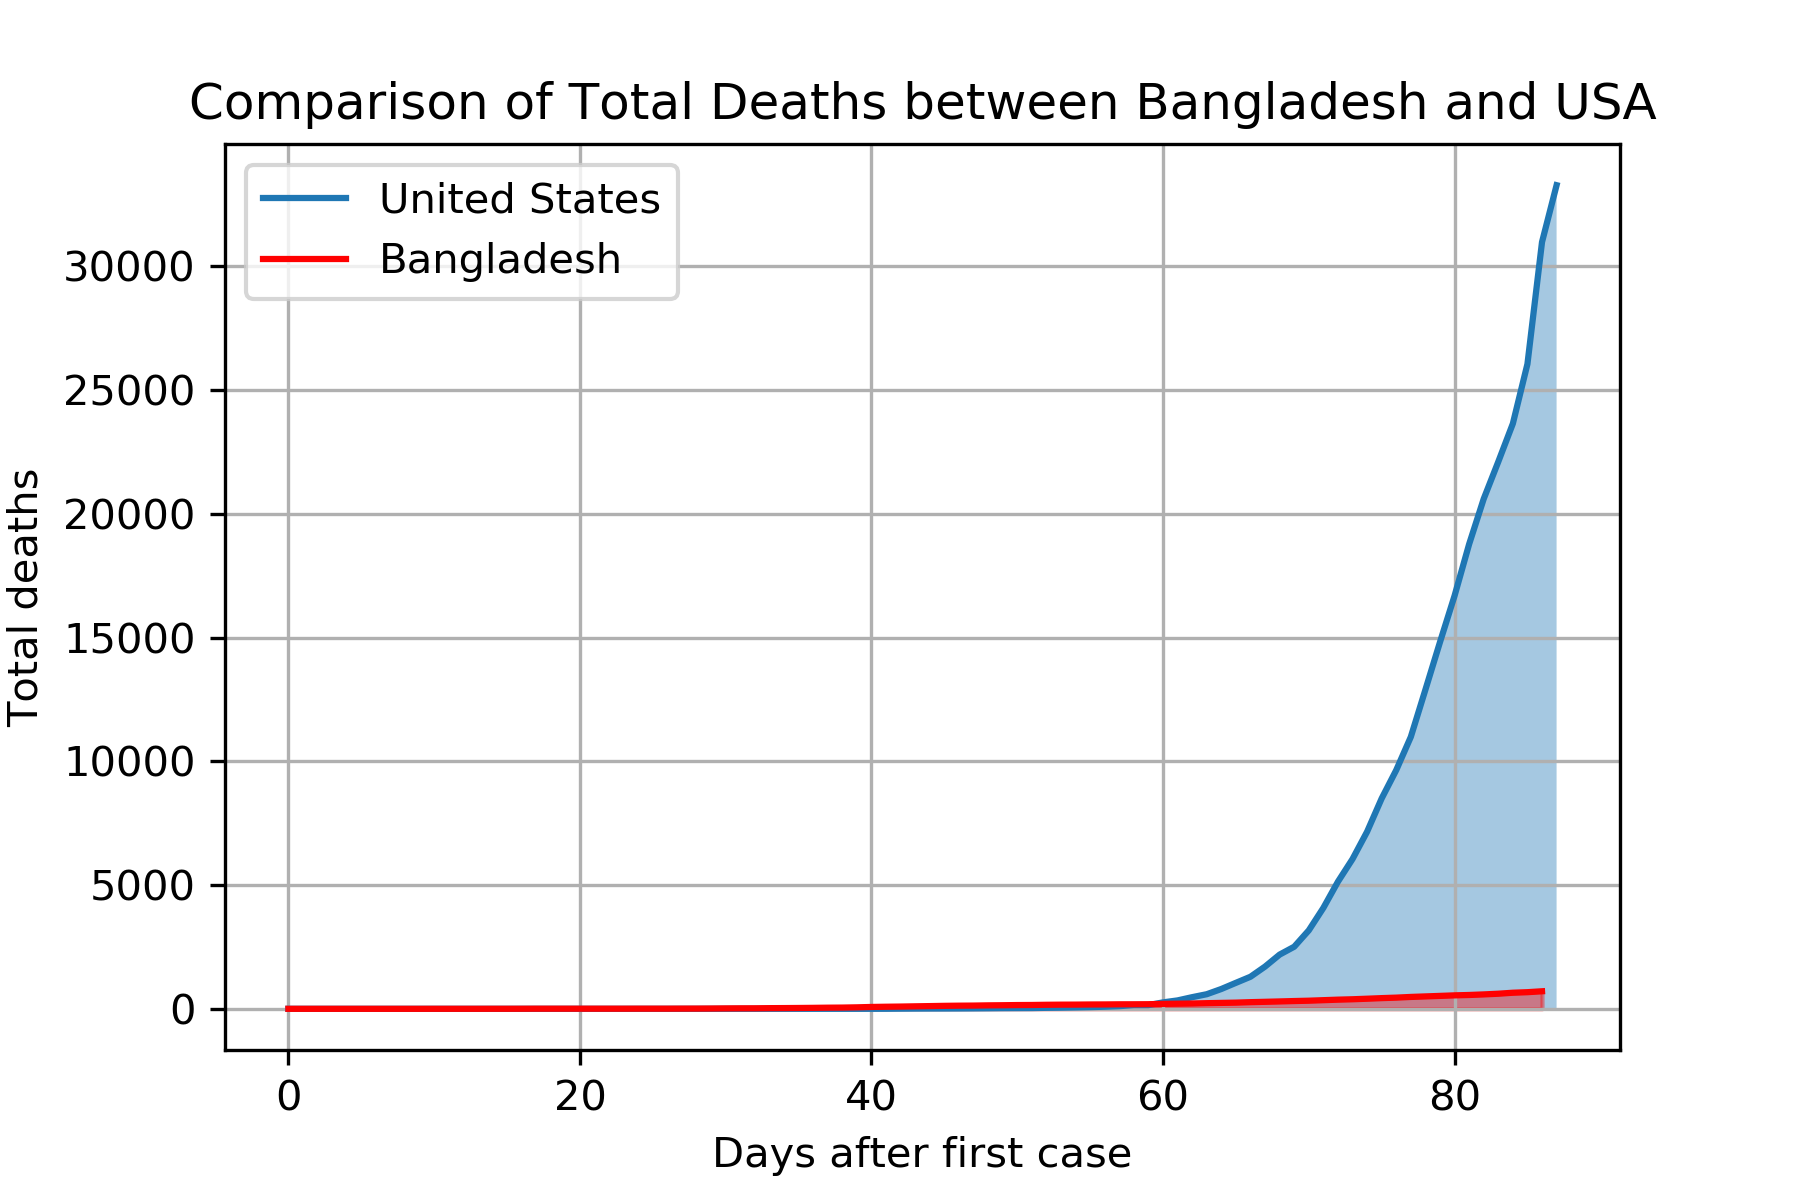 Comparison of Total Deaths between Bangladesh and USA
United States
Bangladesh
Total deaths
30000
25000
20000
15000
10000
5000
0
0 20 40 60 80
Days after first case